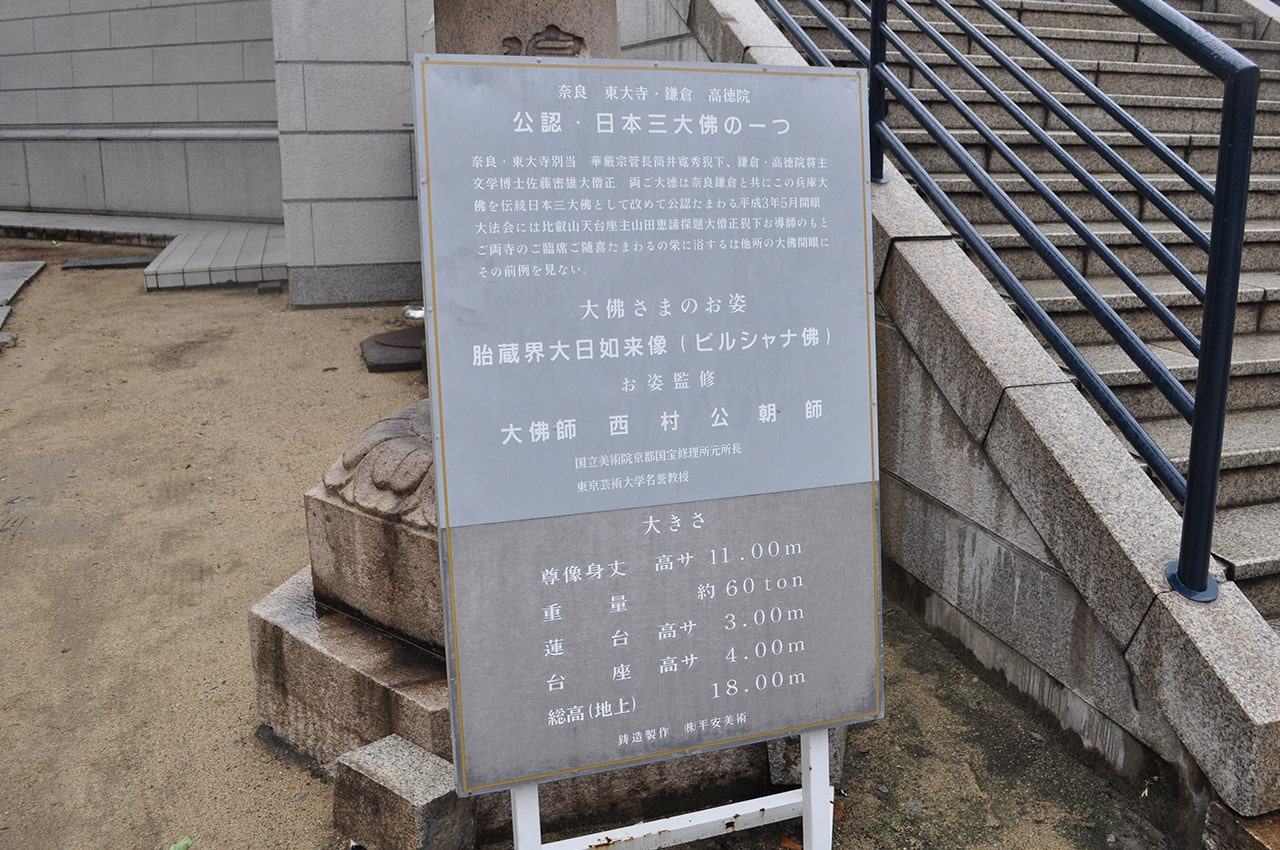 奈良　東大寺・鎌倉　高徳院
公認・日本三大佛の一つ
奈良・東大寺別当　華厳宗管長筒井寛秀猊下、鎌倉・高徳院貫主
文学博士佐藤密雄大僧正　両ご大徳は奈良鎌倉と共にこの兵庫大
佛を伝統日本三大佛として改めて公認たまわる。平成3年5月開眼
大法会には比叡山天台座主山田恵諦探題大僧正猊下お導師のもと
ご両寺のご臨席ご随喜たまわるの栄に浴するは他所の大佛開眼に
その前例を見ない。
大佛さまのお姿
胎蔵界大日如来像(ビルシャナ佛)
お姿監修
大佛師　西村公朝師
国立美術院京都国宝修理所元所長
東京芸術大学名誉教授
大きさ
尊像身丈　高サ 11.00m
重量　約60ton
蓮台　高サ 3.00m
台座　高サ 4.00m
総高(地上)　18.00m
鋳造製作　㈱平安美術